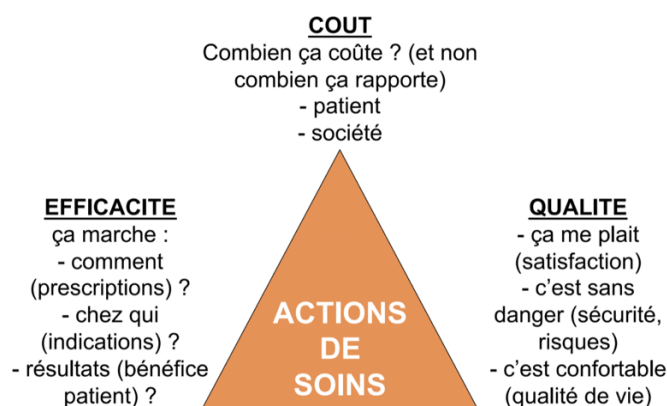 COUT
Combien ça coûte ? (et non
combien ça rapporte)
- patient
- société
EFFICACITE
ça marche :
- comment
(prescriptions) ?
- chez qui
(indications) ?
- résultats (bénéfice
patient) ?
ACTIONS
DE
SOINS
QUALITE
- ça me plait
(satisfaction)
- c’est sans
danger (sécurité,
risques)
- c’est confortable
(qualité de vie)